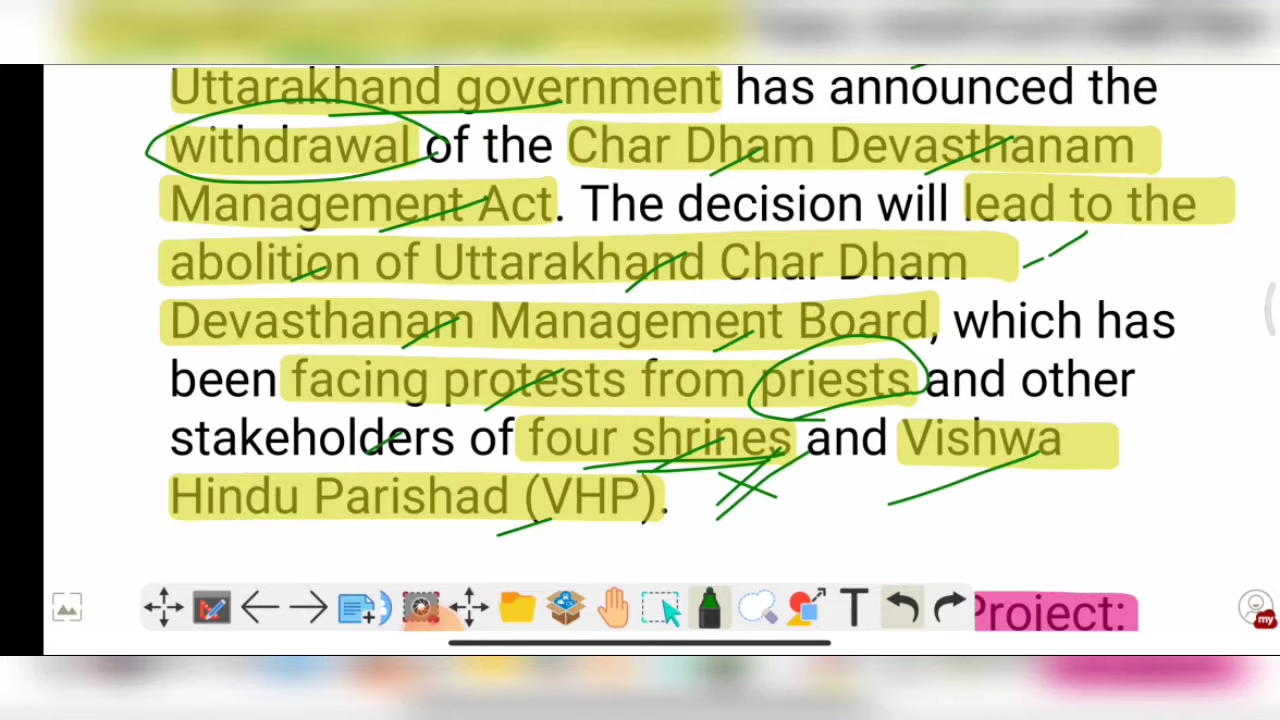 Uttarakhand government has announced the
withdrawal of the Char Dham Devasthanam
Management Act. The decision will lead to the
abolition of Uttarakhand Char Dham
Devasthanam Management Board, which has
been facing protests from priests and other
stakeholders of four shrines and Vishwa
Hindu Parishad (VHP).
T
Project:
my